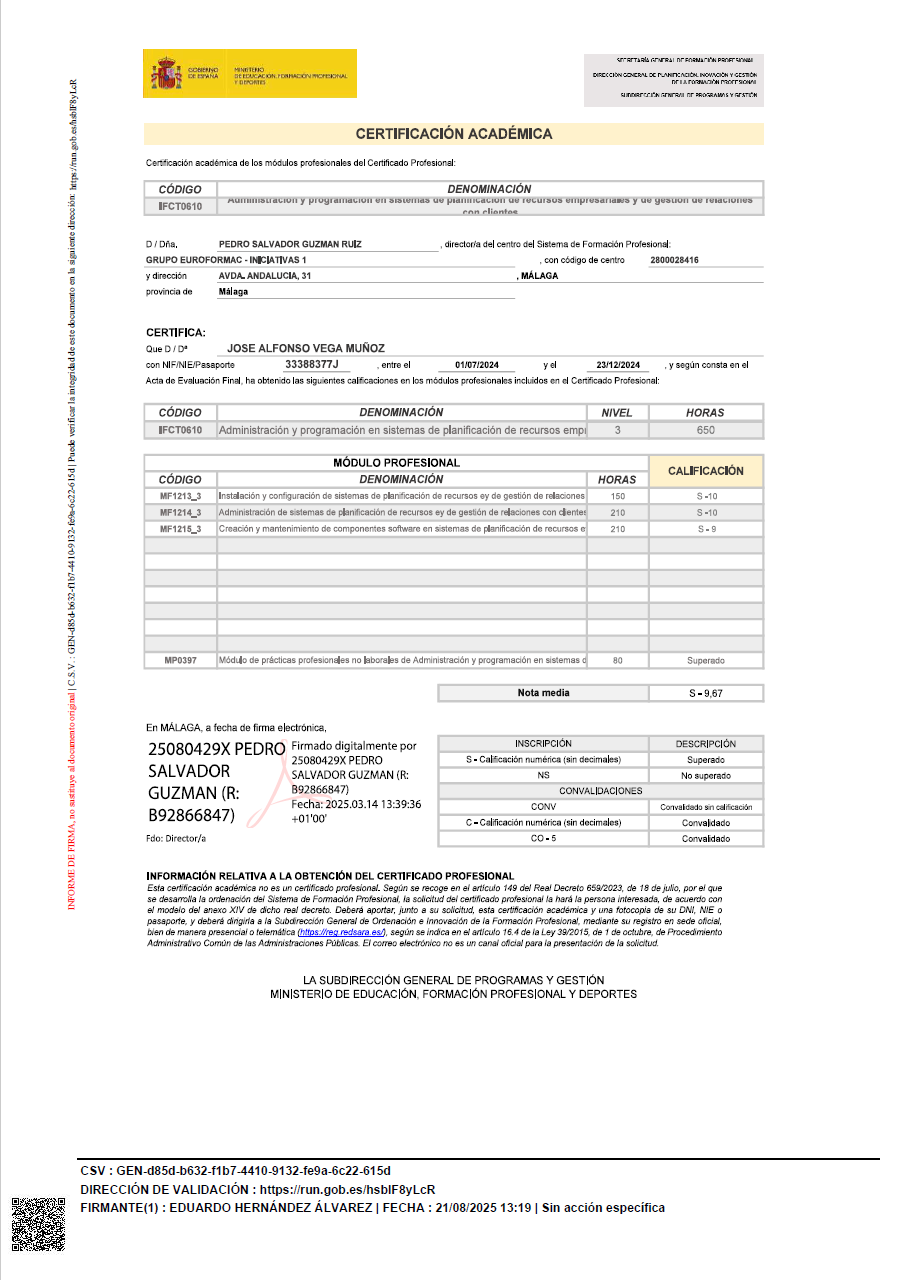 GOBIERNO
DE ESPAÑA
MINISTERIO
DE EDUCACIÓN, FORMACIÓN PROFESIONAL
Y DEPORTES
SECRETARÍA GENERAL DE FORMACIÓN PROFESIONAL
DIRECCIÓN GENERAL DE PLANIFICACIÓN, INOVACIÓN Y GESTIÓN
DE LA FORMACIÓN PROFESIONAL
SUBDIRECCIÓN GENERAL DE PROGRAMAS Y GESTIÓN
CERTIFICACIÓN ACADÉMICA
Certificación académica de los módulos profesionales del Certificado Profesional:
CÓDIGO DENOMINACIÓN
IFCT0610 Administración y programación en sistemas de planificación de recursos empresariales y de gestión de relaciones
con clientes
D / Dña, PEDRO SALVADOR GUZMAN RUIZ , director/a del centro del Sistema de Formación Profesional:
GRUPO EUROFORMAC - INICIATIVAS 1 , con código de centro 2800028416
y dirección AVDA. ANDALUCIA, 31 , MÁLAGA
provincia de Málaga
CERTIFICA:
Que D / Dª JOSE ALFONSO VEGA MUÑOZ
con NIF/NIE/Pasaporte 33388377J , entre el 01/07/2024 y el 23/12/2024 , y según consta en el
Acta de Evaluación Final, ha obtenido las siguientes calificaciones en los módulos profesionales incluidos en el Certificado Profesional:
CÓDIGO DENOMINACIÓN NIVEL HORAS
IFCT0610 Administración y programación en sistemas de planificación de recursos empr 3 650
MÓDULO PROFESIONAL CALIFICACIÓN
CÓDIGO DENOMINACIÓN HORAS
MF1213_3 Instalación y configuración de sistemas de planificación de recursos ey de gestión de relaciones 150 S -10
MF1214_3 Administración de sistemas de planificación de recursos ey de gestión de relaciones con clientes 210 S -10
MF1215_3 Creación y mantenimiento de componentes software en sistemas de planificación de recursos e 210 S - 9
MP0397 Módulo de prácticas profesionales no laborales de Administración y programación en sistemas d 80 Superado
Nota media S - 9,67
En MÁLAGA, a fecha de firma electrónica,
25080429X PEDRO
SALVADOR
GUZMAN (R:
B92866847)
Firmado digitalmente por
25080429X PEDRO
SALVADOR GUZMAN (R:
B92866847)
Fecha: 2025.03.14 13:39:36
+01'00'
Fdo: Director/a
INSCRIPCIÓN DESCRIPCIÓN
S - Calificación numérica (sin decimales) Superado
NS No superado
CONVALIDACIONES
CONV Convalidado sin calificación
C - Calificación numérica (sin decimales) Convalidado
CO - 5 Convalidado
INFORMACIÓN RELATIVA A LA OBTENCIÓN DEL CERTIFICADO PROFESIONAL
Esta certificación académica no es un certificado profesional. Según se recoge en el artículo 149 del Real Decreto 659/2023, de 18 de julio, por el que
se desarrolla la ordenación del Sistema de Formación Profesional, la solicitud del certificado profesional la hará la persona interesada, de acuerdo con
el modelo del anexo XIV de dicho real decreto. Deberá aportar, junto a su solicitud, esta certificación académica y una fotocopia de su DNI, NIE o
pasaporte, y deberá dirigirla a la Subdirección General de Ordenación e Innovación de la Formación Profesional, mediante su registro en sede oficial,
bien de manera presencial o telemática (https://reg.redsara.es/), según se indica en el artículo 16.4 de la Ley 39/2015, de 1 de octubre, de Procedimiento
Administrativo Común de las Administraciones Públicas. El correo electrónico no es un canal oficial para la presentación de la solicitud.
LA SUBDIRECCIÓN GENERAL DE PROGRAMAS Y GESTIÓN
MINISTERIO DE EDUCACIÓN, FORMACIÓN PROFESIONAL Y DEPORTES
INFORME DE FIRMA, no sustituye al documento original | C.S.V. : GEN-d85d-b632-f1b7-4410-9132-fe9a-6c22-615d | Puede verificar la integridad de este documento en la siguiente dirección: https://run.gob.es/hsblF8yLcR
CSV : GEN-d85d-b632-f1b7-4410-9132-fe9a-6c22-615d
DIRECCIÓN DE VALIDACIÓN : https://run.gob.es/hsblF8yLcR
FIRMANTE(1) : EDUARDO HERNÁNDEZ ÁLVAREZ | FECHA : 21/08/2025 13:19 | Sin acción específica